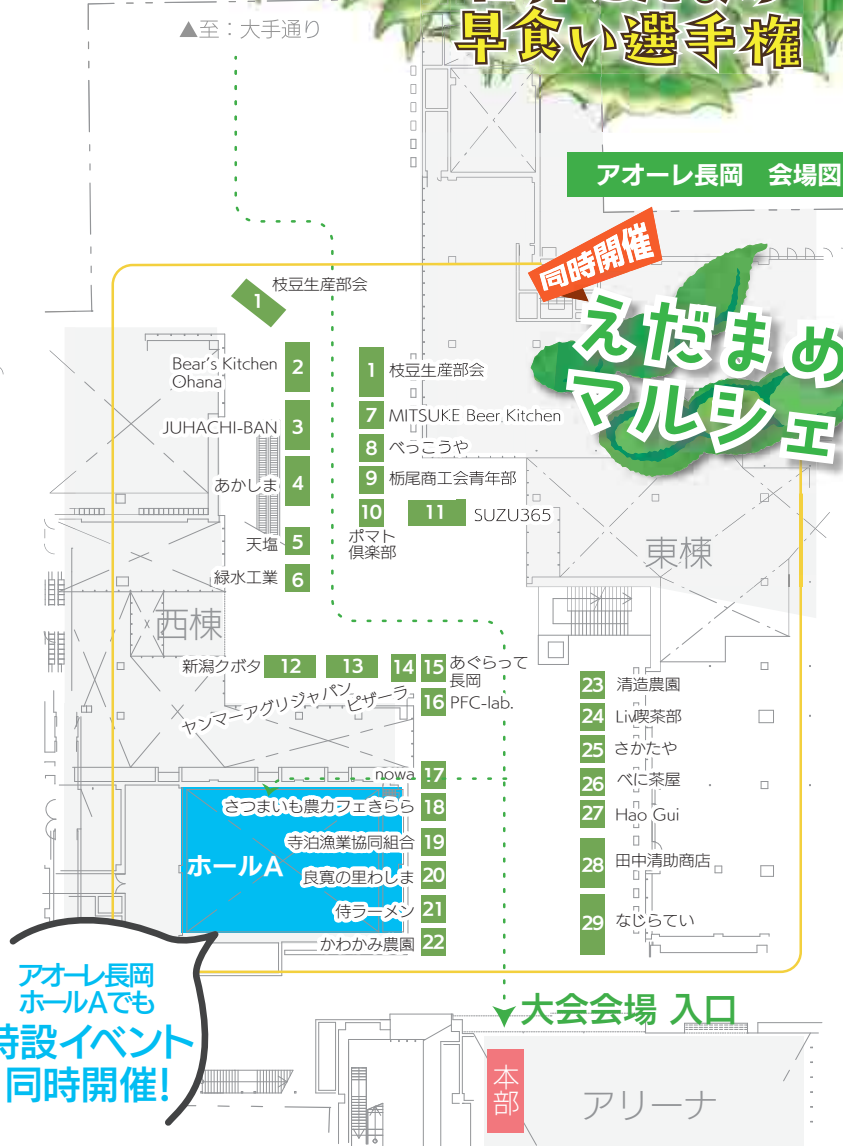 ▲至：大手通り
早食い選手権
アオーレ長岡　会場図
同時開催
えだまめ
マルシェ
1 枝豆生産部会
2 Bear's Kitchen
Ohana
3 JUHACHI-BAN
4 あかしま
5 天塩
6 緑水工業
1 枝豆生産部会
7 MITSUKE Beer Kitchen
8 べっこうや
9 栃尾商工会青年部
10 ポマト
倶楽部
11 SUZU365
東棟
西棟
12 新潟クボタ
13 ヤンマーアグリジャパン
14 ピザーラ
15 あぐらって
長岡
16 PFC-lab.
17 nowa
18 さつまいも農カフェきらら
19 寺泊漁業協同組合
20 良寛の里わしま
21 侍ラーメン
22 かわかみ農園
ホールA
23 清造農園
24 Liv喫茶部
25 さかたや
26 べに茶屋
27 Hao Gui
28 田中清助商店
29 なじらてい
アオーレ長岡
ホールAでも
特設イベント
同時開催!
大会会場 入口
本部
アリーナ